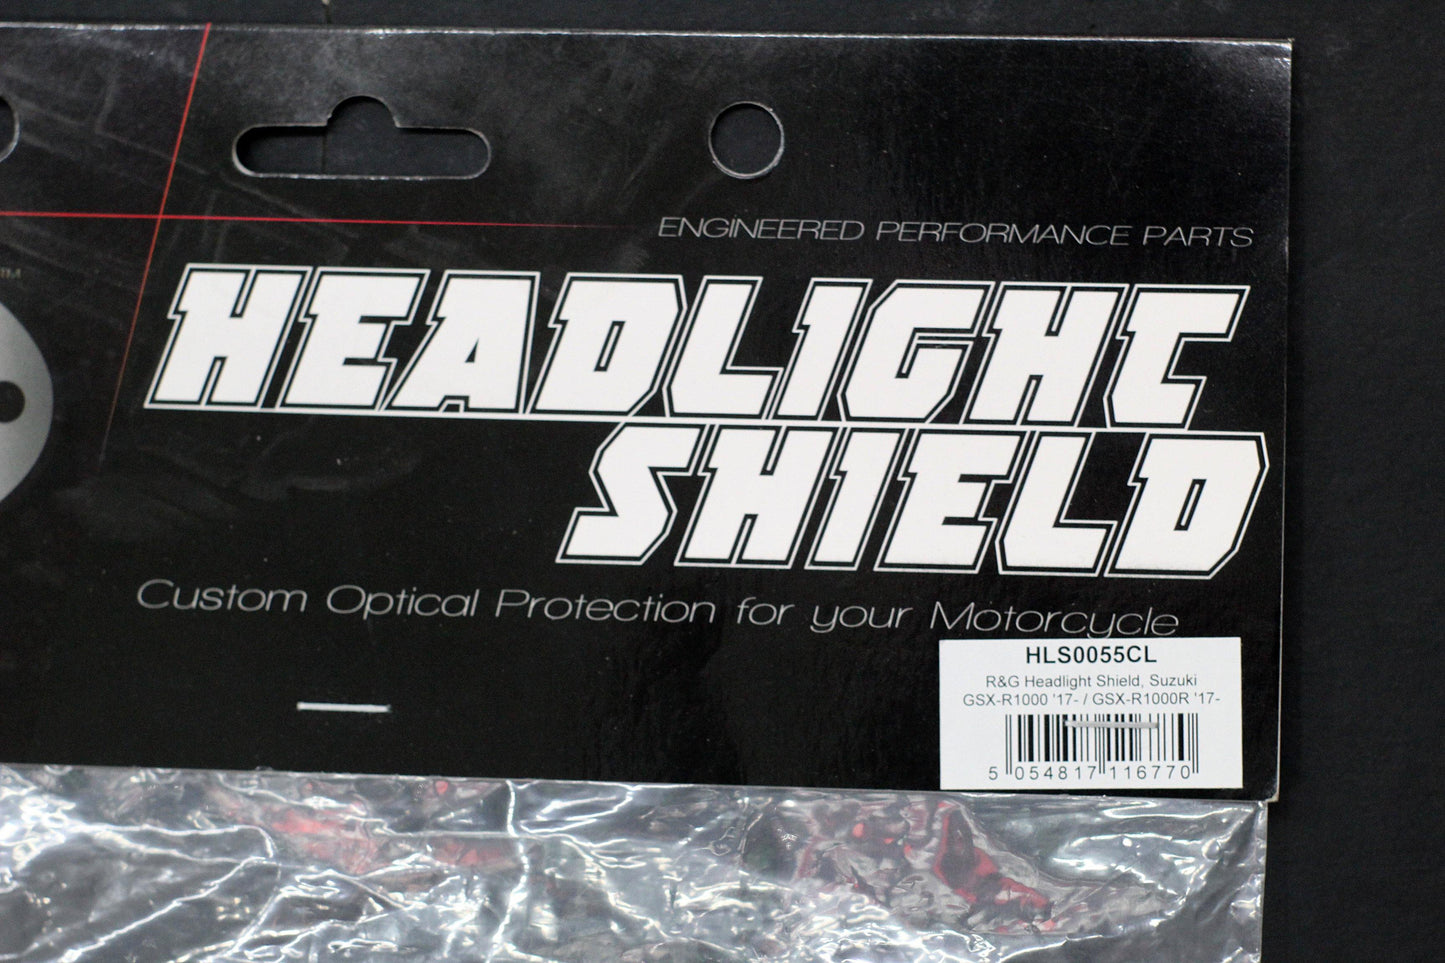 ENGINEERED PERFORMANCE PARTS
HEADLIGHT
SHIELD
Custom Optical Protection for your Motorcycle
HLS0055CL
R&G Headlight Shield, Suzuki
GSX-R1000 '17- / GSX-R1000R '17-
5 054817 116770